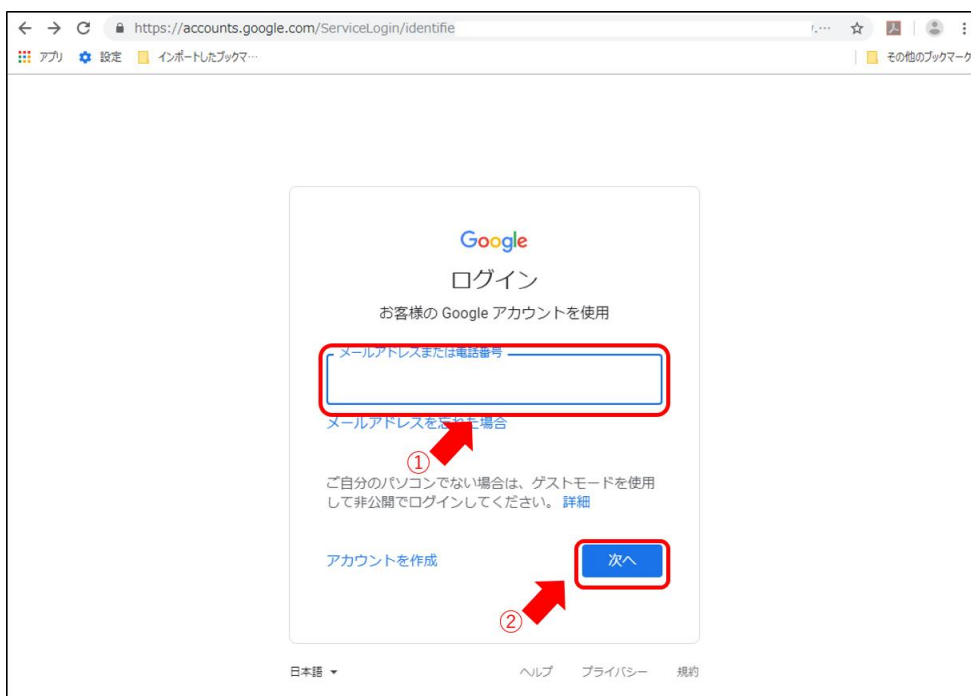 https://accounts.google.com/ServiceLogin/identifie
アプリ 設定 インポートしたブックマ… その他のブックマーク
Google
ログイン
お客様の Google アカウントを使用
メールアドレスまたは電話番号
メールアドレスを忘れた場合
①
ご自分のパソコンでない場合は、ゲストモードを使用
して非公開でログインしてください。 詳細
アカウントを作成 次へ
②
日本語 ヘルプ プライバシー 規約